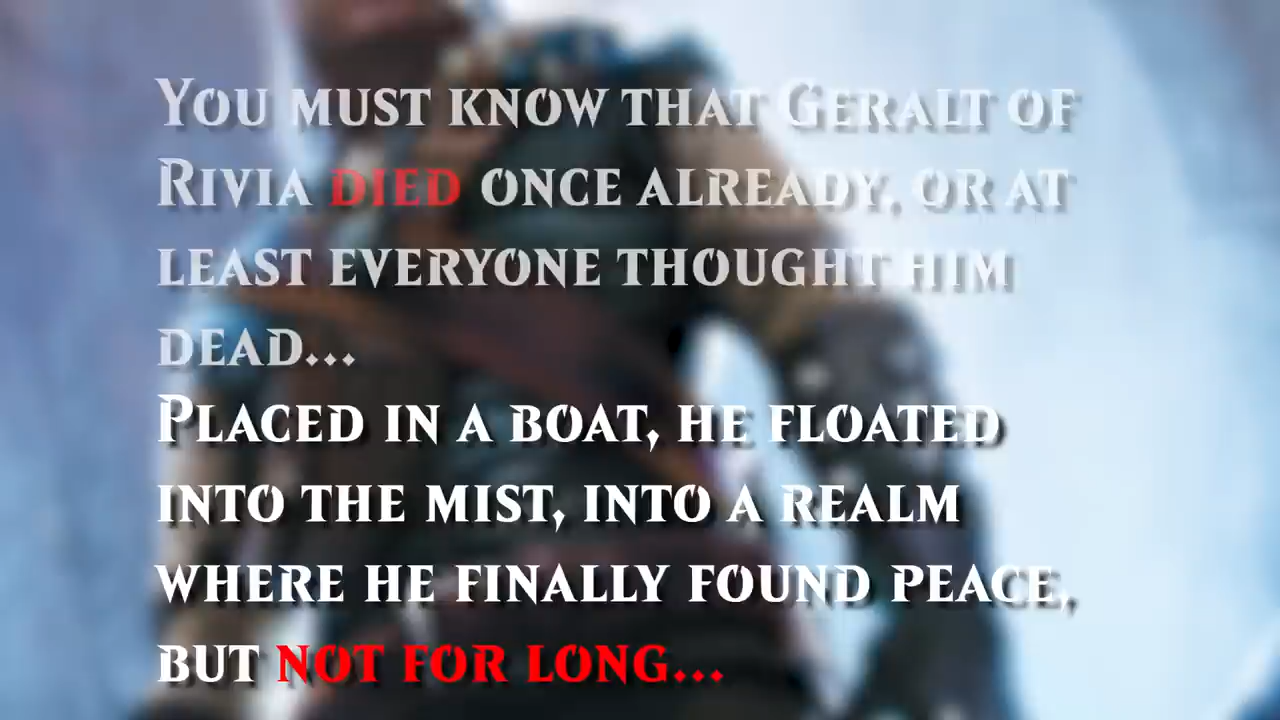 You must know that Geralt of
Rivia died once already, or at
least everyone thought him
dead...
Placed in a boat, he floated
into the mist, into a realm
where he finally found peace,
but not for long...